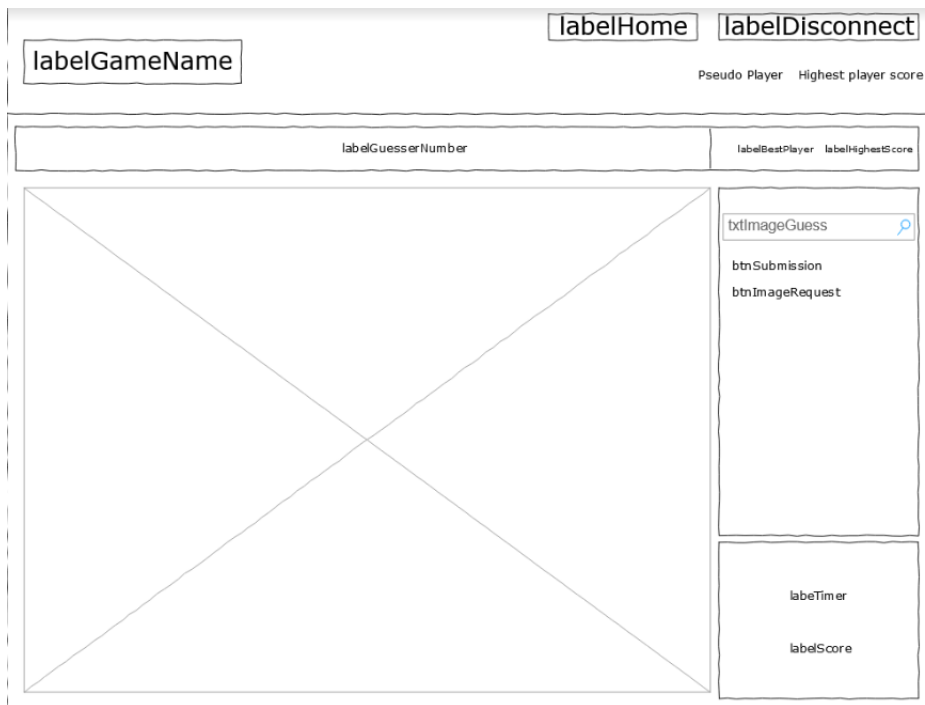 labelHome labelDisconnect
labelGameName
Pseudo Player Highest player score
labelGuesserNumber labelBestPlayer labelHighestScore
txtImageGuess
btnSubmission
btnImageRequest
labeTimer
labelScore